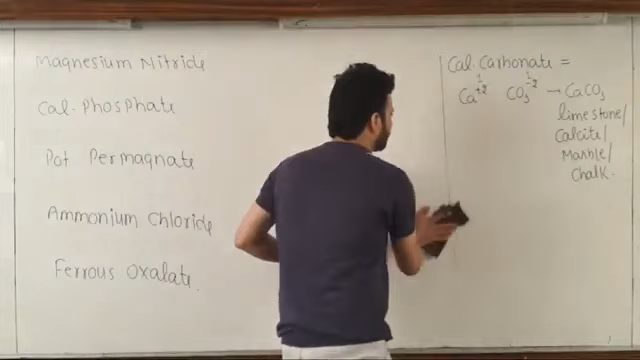 Magnesium Nitride
Cal-Phosphate
Pot Permagnate
Ammonium Chloride
Ferrous Oxalate.
Cal. Carbonate =
Ca+2 CO3-2 → CaCO3
limestone/
Calcite/
Marble/
Chalk.